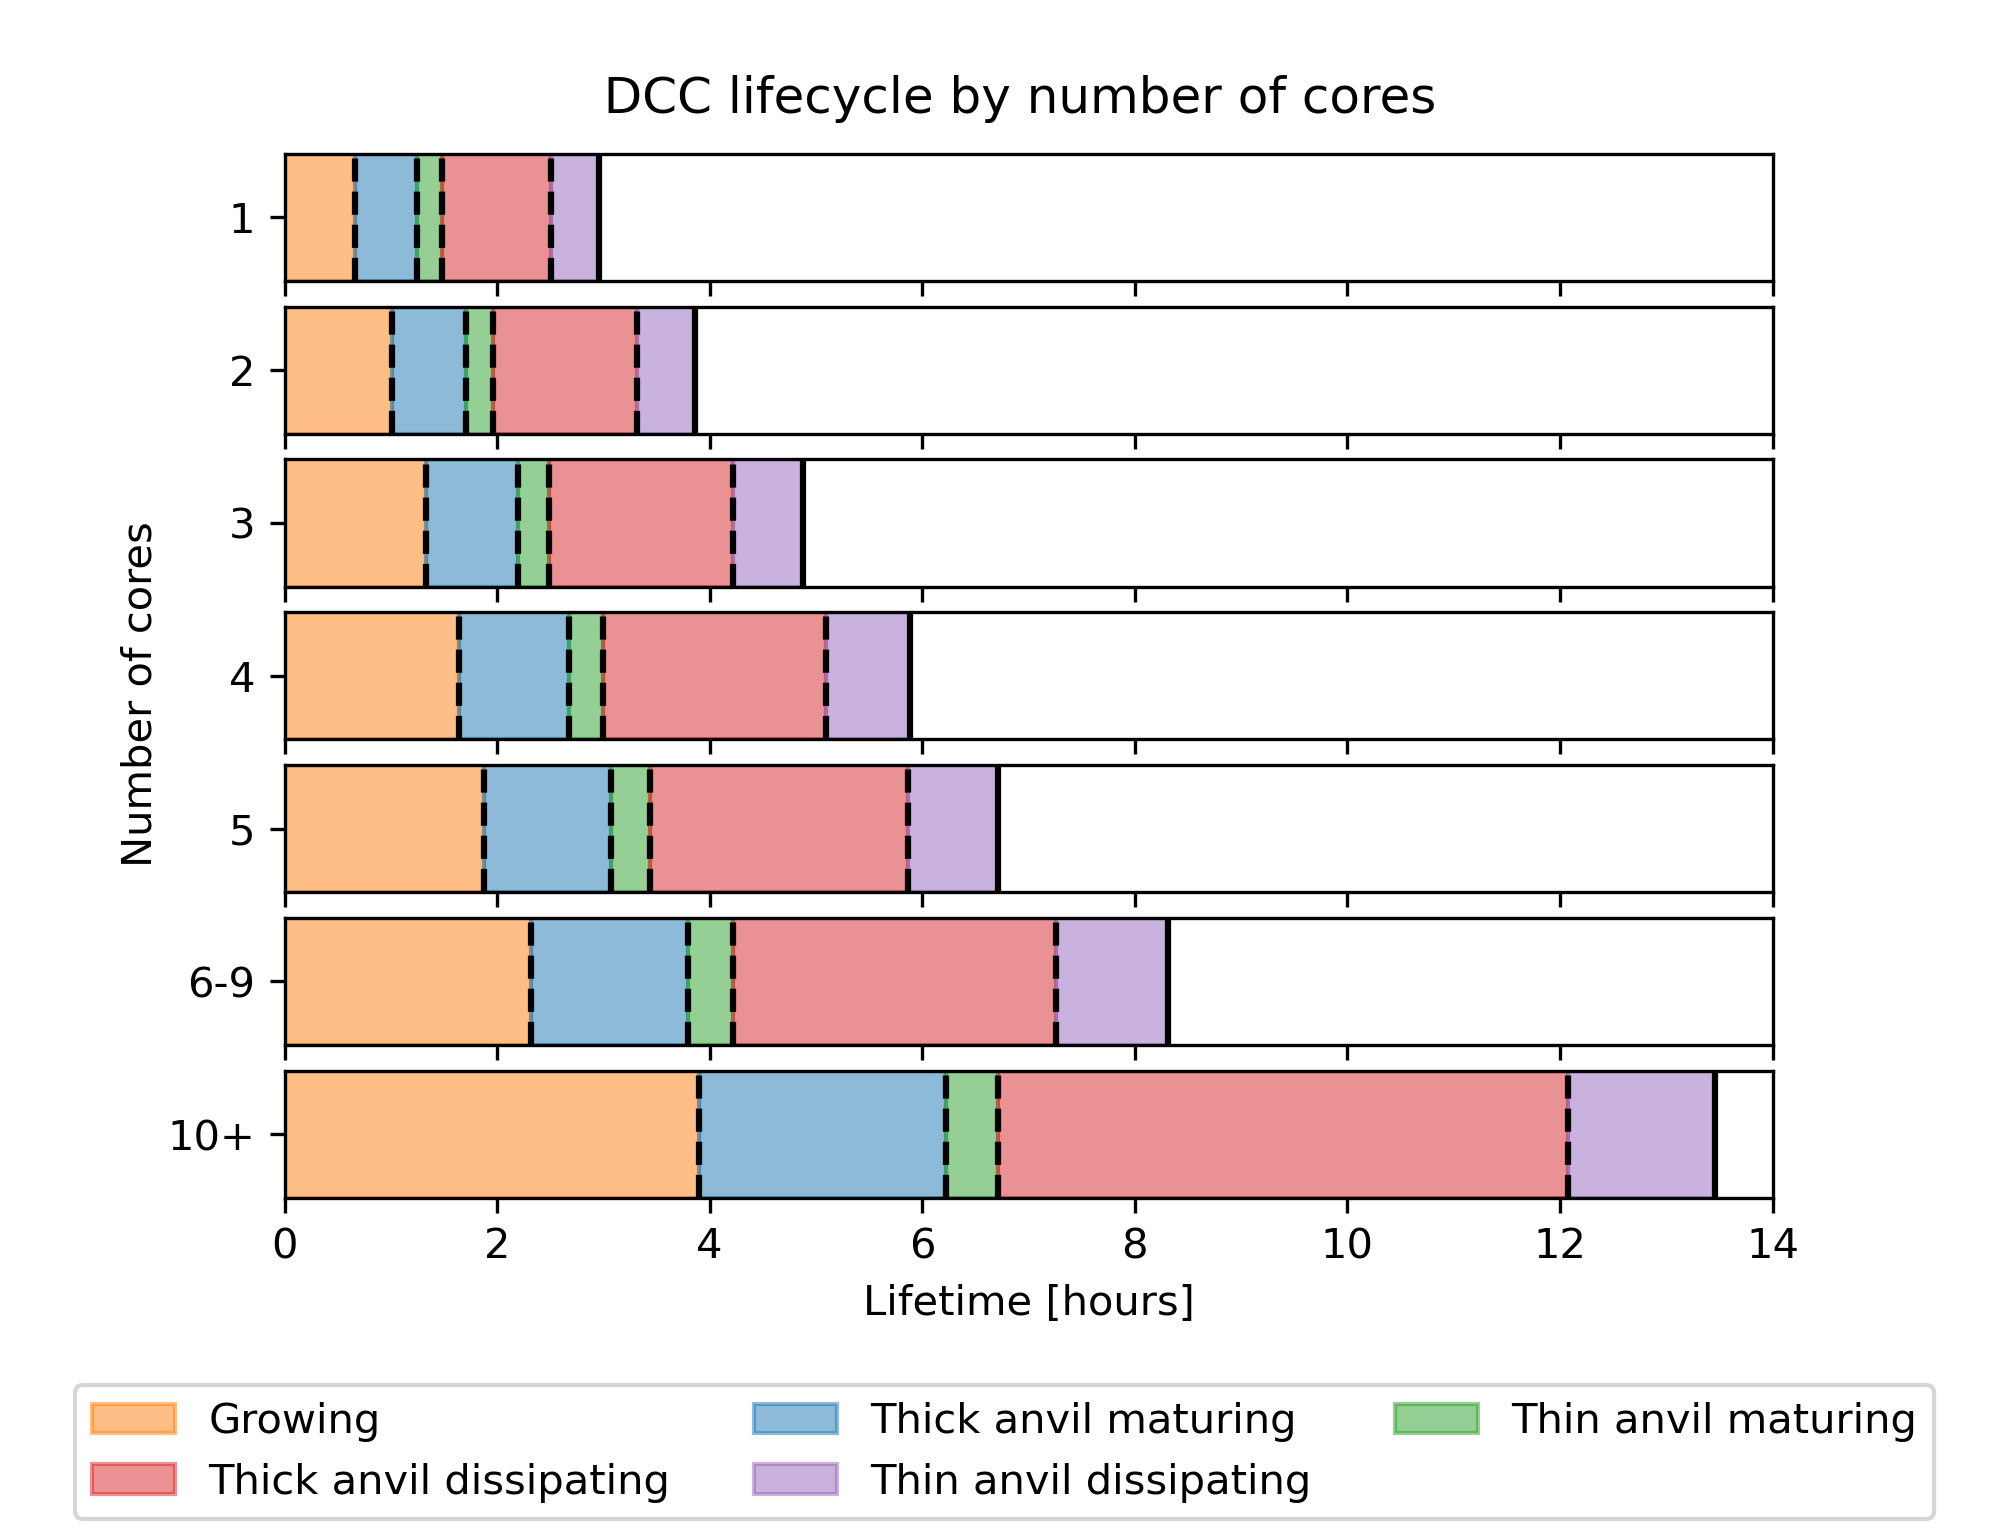 DCC lifecycle by number of cores
Number of cores
1
2
3
4
5
6-9
10+
0 2 4 6 8 10 12 14
Lifetime [hours]
Growing
Thick anvil dissipating
Thick anvil maturing
Thin anvil dissipating
Thin anvil maturing